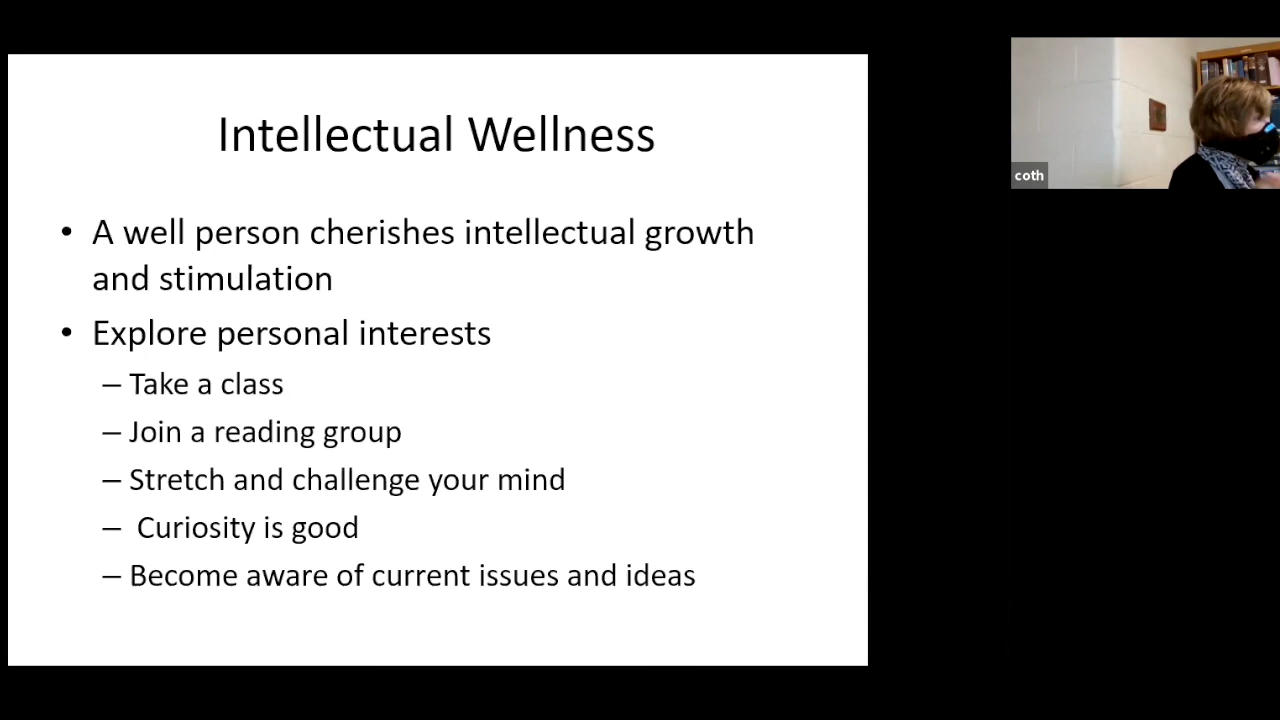 Intellectual Wellness
• A well person cherishes intellectual growth
and stimulation
• Explore personal interests
– Take a class
– Join a reading group
– Stretch and challenge your mind
– Curiosity is good
– Become aware of current issues and ideas
coth